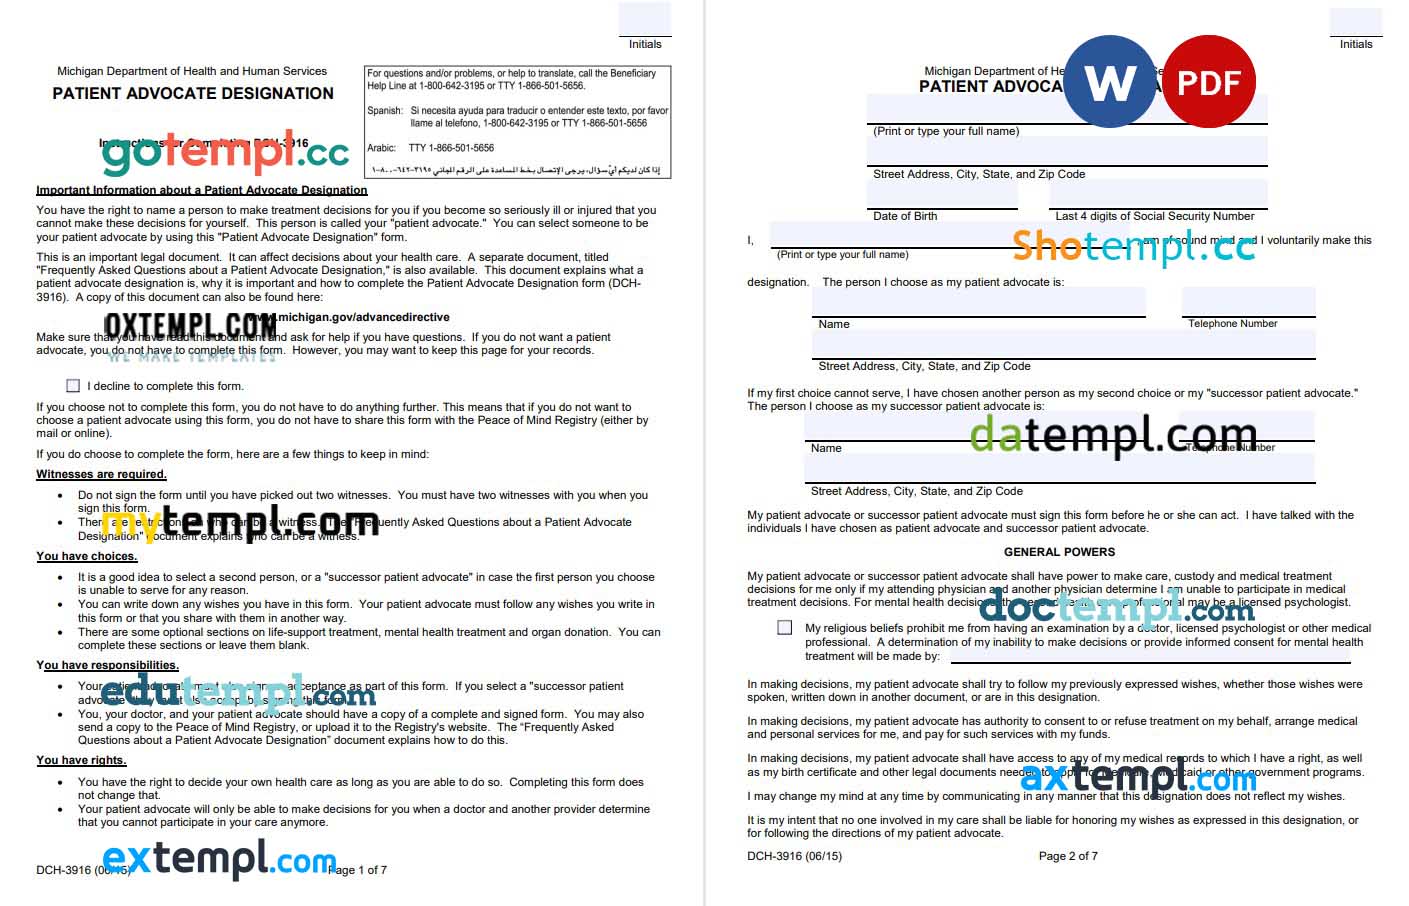 Initials
Michigan Department of Health and Human Services
PATIENT ADVOCATE DESIGNATION
gotempl.cc
For questions and/or problems, or help to translate, call the Beneficiary
Help Line at 1-800-642-3195 or TTY 1-866-501-5656.
Spanish: Si necesita ayuda para traducir o entender este texto, por favor
llame al telefono, 1-800-642-3195 or TTY 1-866-501-5656
Arabic: TTY 1-866-501-5656
إذا كان لديكم أيّ سؤال، يرجى الإتصال بخط المساعدة على الرقم المجاني ٣١٩٥-٦٤٢-٨٠٠-١
Important Information about a Patient Advocate Designation
You have the right to name a person to make treatment decisions for you if you become so seriously ill or injured that you
cannot make these decisions for yourself. This person is called your "patient advocate." You can select someone to be
your patient advocate by using this "Patient Advocate Designation" form.
This is an important legal document. It can affect decisions about your health care. A separate document, titled
"Frequently Asked Questions about a Patient Advocate Designation," is also available. This document explains what a
patient advocate designation is, why it is important and how to complete the Patient Advocate Designation form (DCH-
3916). A copy of this document can also be found here:
www.michigan.gov/advancedirective
OXTEMPL.COM
Make sure that you have read this document and ask for help if you have questions. If you do not want a patient
advocate, you do not have to complete this form. However, you may want to keep this page for your records.
WE MAKE TEMPLATES
I decline to complete this form.
If you choose not to complete this form, you do not have to do anything further. This means that if you do not want to
choose a patient advocate using this form, you do not have to share this form with the Peace of Mind Registry (either by
mail or online).
If you do choose to complete the form, here are a few things to keep in mind:
Witnesses are required.
• Do not sign the form until you have picked out two witnesses. You must have two witnesses with you when you
sign this form.
• There are restrictions on who can be a witness. The "Frequently Asked Questions about a Patient Advocate
Designation" document explains who can be a witness.
mytempl.com
You have choices.
• It is a good idea to select a second person, or a "successor patient advocate" in case the first person you choose
is unable to serve for any reason.
• You can write down any wishes you have in this form. Your patient advocate must follow any wishes you write in
this form or that you share with them in another way.
• There are some optional sections on life-support treatment, mental health treatment and organ donation. You can
complete these sections or leave them blank.
You have responsibilities.
• Your patient advocate must acceptance as part of this form. If you select a "successor patient
edutempl.com
• You, your doctor, and your patient advocate should have a copy of a complete and signed form. You may also
send a copy to the Peace of Mind Registry, or upload it to the Registry's website. The "Frequently Asked
Questions about a Patient Advocate Designation" document explains how to do this.
You have rights.
• You have the right to decide your own health care as long as you are able to do so. Completing this form does
not change that.
• Your patient advocate will only be able to make decisions for you when a doctor and another provider determine
that you cannot participate in your care anymore.
extempl.com
DCH-3916 (06/15) Page 1 of 7
Initials
Michigan Department of He
PATIENT ADVOCA
W
PDF
(Print or type your full name)
Street Address, City, State, and Zip Code
Date of Birth Last 4 digits of Social Security Number
I, , am of sound mind and I voluntarily make this
Shotempl.cc
(Print or type your full name)
designation. The person I choose as my patient advocate is:
Name Telephone Number
Street Address, City, State, and Zip Code
If my first choice cannot serve, I have chosen another person as my second choice or my "successor patient advocate."
The person I choose as my successor patient advocate is:
datempl.com
Name Telephone Number
Street Address, City, State, and Zip Code
My patient advocate or successor patient advocate must sign this form before he or she can act. I have talked with the
individuals I have chosen as patient advocate and successor patient advocate.
GENERAL POWERS
My patient advocate or successor patient advocate shall have power to make care, custody and medical treatment
decisions for me only if my attending physician and another physician determine I am unable to participate in medical
treatment decisions. For mental health decisions, professional may be a licensed psychologist.
doctempl.com
My religious beliefs prohibit me from having an examination by a doctor, licensed psychologist or other medical
professional. A determination of my inability to make decisions or provide informed consent for mental health
treatment will be made by:
In making decisions, my patient advocate shall try to follow my previously expressed wishes, whether those wishes were
spoken, written down in another document, or are in this designation.
In making decisions, my patient advocate has authority to consent to or refuse treatment on my behalf, arrange medical
and personal services for me, and pay for such services with my funds.
In making decisions, my patient advocate shall have access to any of my medical records to which I have a right, as well
as my birth certificate and other legal documents needed to apply for Medicare, Medicaid or other government programs.
axtempl.com
I may change my mind at any time by communicating in any manner that this designation does not reflect my wishes.
It is my intent that no one involved in my care shall be liable for honoring my wishes as expressed in this designation, or
for following the directions of my patient advocate.
DCH-3916 (06/15) Page 2 of 7